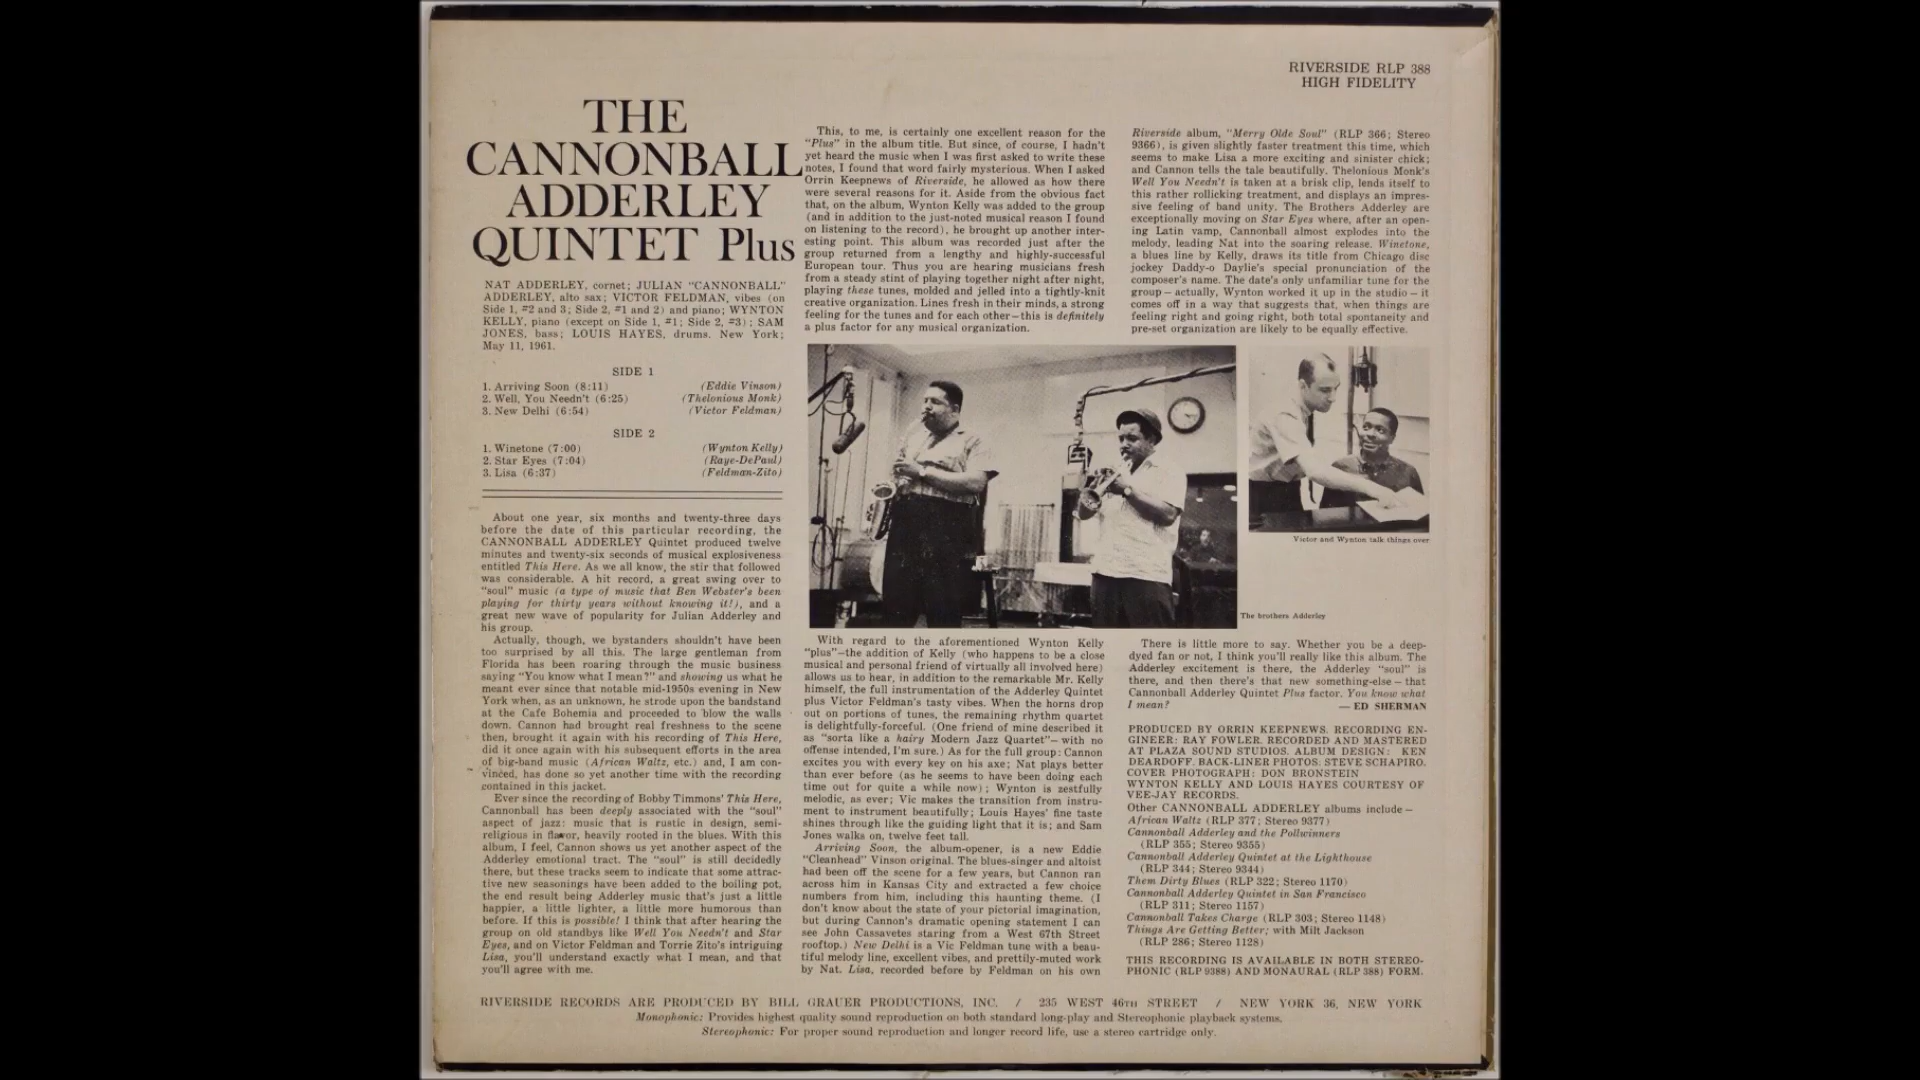 RIVERSIDE RLP 388
HIGH FIDELITY
THE
CANNONBALL
ADDERLEY
QUINTET Plus
NAT ADDERLEY, cornet; JULIAN "CANNONBALL"
ADDERLEY, alto sax; VICTOR FELDMAN, vibes (on
Side 1, #2 and 3; Side 2, #1 and 2) and piano; WYNTON
KELLY, piano (except on Side 1, #1; Side 2, #3); SAM
JONES, bass; LOUIS HAYES, drums. New York;
May 11, 1961.
SIDE 1
1. Arriving Soon (8:11) (Eddie Vinson)
2. Well, You Needn't (6:25) (Thelonious Monk)
3. New Delhi (6:54) (Victor Feldman)
SIDE 2
1. Winetone (7:00) (Wynton Kelly)
2. Star Eyes (7:04) (Raye-DePaul)
3. Lisa (6:37) (Feldman-Zito)
About one year, six months and twenty-three days
before the date of this particular recording, the
CANNONBALL ADDERLEY Quintet produced twelve
minutes and twenty-six seconds of musical explosiveness
entitled This Here. As we all know, the stir that followed
was considerable. A hit record, a great swing over to
"soul" music (a type of music that Ben Webster's been
playing for thirty years without knowing it!), and a
great new wave of popularity for Julian Adderley and
his group.
Actually, though, we bystanders shouldn't have been
too surprised by all this. The large gentleman from
Florida has been roaring through the music business
saying "You know what I mean?" and showing us what he
meant ever since that notable mid-1950s evening in New
York when, as an unknown, he strode upon the bandstand
at the Cafe Bohemia and proceeded to blow the walls
down. Cannon had brought real freshness to the scene
then, brought it again with his recording of This Here,
did it once again with his subsequent efforts in the area
of big-band music (African Waltz, etc.) and, I am con-
vinced, has done so yet another time with the recording
contained in this jacket.
Ever since the recording of Bobby Timmons' This Here,
Cannonball has been deeply associated with the "soul"
aspect of jazz: music that is rustic in design, semi-
religious in flavor, heavily rooted in the blues. With this
album, I feel, Cannon shows us yet another aspect of the
Adderley emotional tract. The "soul" is still decidedly
there, but these tracks seem to indicate that some attrac-
tive new seasonings have been added to the boiling pot,
the end result being Adderley music that's just a little
happier, a little lighter, a little more humorous than
before. If this is possible! I think that after hearing the
group on old standbys like Well You Needn't and Star
Eyes, and on Victor Feldman and Torrie Zito's intriguing
Lisa, you'll understand exactly what I mean, and that
you'll agree with me.
This, to me, is certainly one excellent reason for the
"Plus" in the album title. But since, of course, I hadn't
yet heard the music when I was first asked to write these
notes, I found that word fairly mysterious. When I asked
Orrin Keepnews of Riverside, he allowed as how there
were several reasons for it. Aside from the obvious fact
that, on the album, Wynton Kelly was added to the group
(and in addition to the just-noted musical reason I found
on listening to the record), he brought up another inter-
esting point. This album was recorded just after the
group returned from a lengthy and highly-successful
European tour. Thus you are hearing musicians fresh
from a steady stint of playing together night after night,
playing these tunes, molded and jelled into a tightly-knit
creative organization. Lines fresh in their minds, a strong
feeling for the tunes and for each other—this is definitely
a plus factor for any musical organization.
With regard to the aforementioned Wynton Kelly
"plus"—the addition of Kelly (who happens to be a close
musical and personal friend of virtually all involved here)
allows us to hear, in addition to the remarkable Mr. Kelly
himself, the full instrumentation of the Adderley Quintet
plus Victor Feldman's tasty vibes. When the horns drop
out on portions of tunes, the remaining rhythm quartet
is delightfully-forceful. (One friend of mine described it
as "sorta like a hairy Modern Jazz Quartet"—with no
offense intended, I'm sure.) As for the full group: Cannon
excites you with every key on his axe; Nat plays better
than ever before (as he seems to have been doing each
time out for quite a while now); Wynton is zestfully
melodic, as ever; Vic makes the transition from instru-
ment to instrument beautifully; Louis Hayes' fine taste
shines through like the guiding light that it is; and Sam
Jones walks on, twelve feet tall.
Arriving Soon, the album-opener, is a new Eddie
"Cleanhead" Vinson original. The blues-singer and altoist
had been off the scene for a few years, but Cannon ran
across him in Kansas City and extracted a few choice
numbers from him, including this haunting theme. (I
don't know about the state of your pictorial imagination,
but during Cannon's dramatic opening statement I can
see John Cassavetes staring from a West 67th Street
rooftop.) New Delhi is a Vic Feldman tune with a beau-
tiful melody line, excellent vibes, and prettily-muted work
by Nat. Lisa, recorded before by Feldman on his own
Riverside album, "Merry Olde Soul" (RLP 366; Stereo
9366), is given slightly faster treatment this time, which
seems to make Lisa a more exciting and sinister chick;
and Cannon tells the tale beautifully. Thelonious Monk's
Well You Needn't is taken at a brisk clip, lends itself to
this rather rollicking treatment, and displays an impres-
sive feeling of band unity. The Brothers Adderley are
exceptionally moving on Star Eyes where, after an open-
ing Latin vamp, Cannonball almost explodes into the
melody, leading Nat into the soaring release. Winetone,
a blues line by Kelly, draws its title from Chicago disc
jockey Daddy-o Daylie's special pronunciation of the
composer's name. The date's only unfamiliar tune for the
group—actually, Wynton worked it up in the studio—it
comes off in a way that suggests that, when things are
feeling right and going right, both total spontaneity and
pre-set organization are likely to be equally effective.
Victor and Wynton talk things over
The brothers Adderley
There is little more to say. Whether you be a deep-
dyed fan or not, I think you'll really like this album. The
Adderley excitement is there, the Adderley "soul" is
there, and then there's that new something-else—that
Cannonball Adderley Quintet Plus factor. You know what
I mean? — ED SHERMAN
PRODUCED BY ORRIN KEEPNEWS. RECORDING EN-
GINEER: RAY FOWLER. RECORDED AND MASTERED
AT PLAZA SOUND STUDIOS. ALBUM DESIGN: KEN
DEARDOFF. BACK-LINER PHOTOS: STEVE SCHAPIRO.
COVER PHOTOGRAPH: DON BRONSTEIN
WYNTON KELLY AND LOUIS HAYES COURTESY OF
VEE-JAY RECORDS.
Other CANNONBALL ADDERLEY albums include—
African Waltz (RLP 377; Stereo 9377)
Cannonball Adderley and the Pollwinners
(RLP 355; Stereo 9355)
Cannonball Adderley Quintet at the Lighthouse
(RLP 344; Stereo 9344)
Them Dirty Blues (RLP 322; Stereo 1170)
Cannonball Adderley Quintet in San Francisco
(RLP 311; Stereo 1157)
Cannonball Takes Charge (RLP 303; Stereo 1148)
Things Are Getting Better; with Milt Jackson
(RLP 286; Stereo 1128)
THIS RECORDING IS AVAILABLE IN BOTH STEREO-
PHONIC (RLP 9388) AND MONAURAL (RLP 388) FORM.
RIVERSIDE RECORDS ARE PRODUCED BY BILL GRAUER PRODUCTIONS, INC. / 235 WEST 46TH STREET / NEW YORK 36, NEW YORK
Monophonic: Provides highest quality sound reproduction on both standard long-play and Stereophonic playback systems.
Stereophonic: For proper sound reproduction and longer record life, use a stereo cartridge only.